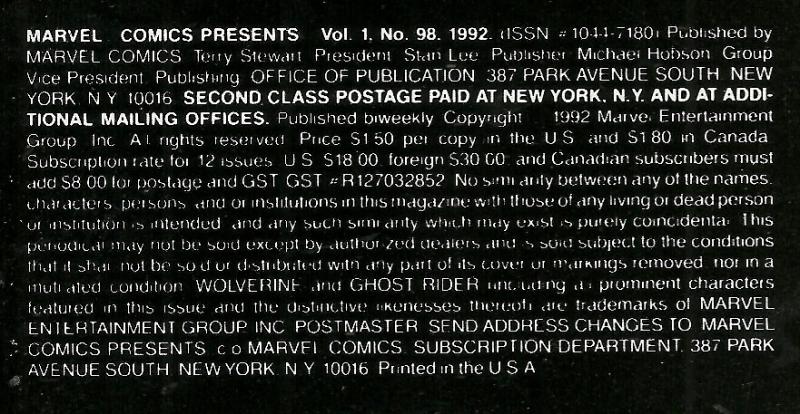 MARVEL COMICS PRESENTS Vol. 1, No. 98, 1992. (ISSN #1044-7180) Published by
MARVEL COMICS Terry Stewart President Stan Lee Publisher Michael Hobson Group
Vice President Publishing OFFICE OF PUBLICATION 387 PARK AVENUE SOUTH NEW
YORK N Y 10016 SECOND CLASS POSTAGE PAID AT NEW YORK, N.Y. AND AT ADDI-
TIONAL MAILING OFFICES. Published biweekly Copyright 1992 Marvel Entertainment
Group Inc All rights reserved Price $1 50 per copy in the U S and $1 80 in Canada
Subscription rate for 12 issues U S $18 00, foreign $30 00 and Canadian subscribers must
add $8 00 for postage and GST GST #R127032852 No similarity between any of the names,
characters persons and or institutions in this magazine with those of any living or dead person
or institution is intended and any such similarity which may exist is purely coincidental This
periodical may not be sold except by authorized dealers and is sold subject to the conditions
that it shall not be sold or distributed with any part of its cover or markings removed nor in a
mutilated condition WOLVERINE and GHOST RIDER (including all prominent characters
featured in this issue and the distinctive likenesses thereof) are trademarks of MARVEL
ENTERTAINMENT GROUP INC POSTMASTER SEND ADDRESS CHANGES TO MARVEL
COMICS PRESENTS c o MARVEL COMICS SUBSCRIPTION DEPARTMENT, 387 PARK
AVENUE SOUTH NEW YORK N Y 10016 Printed in the U S A